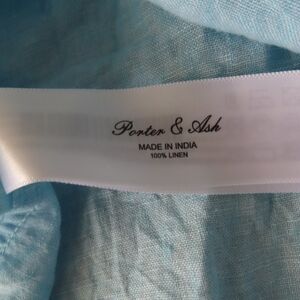 Porter & Ash
MADE IN INDIA
100% LINEN